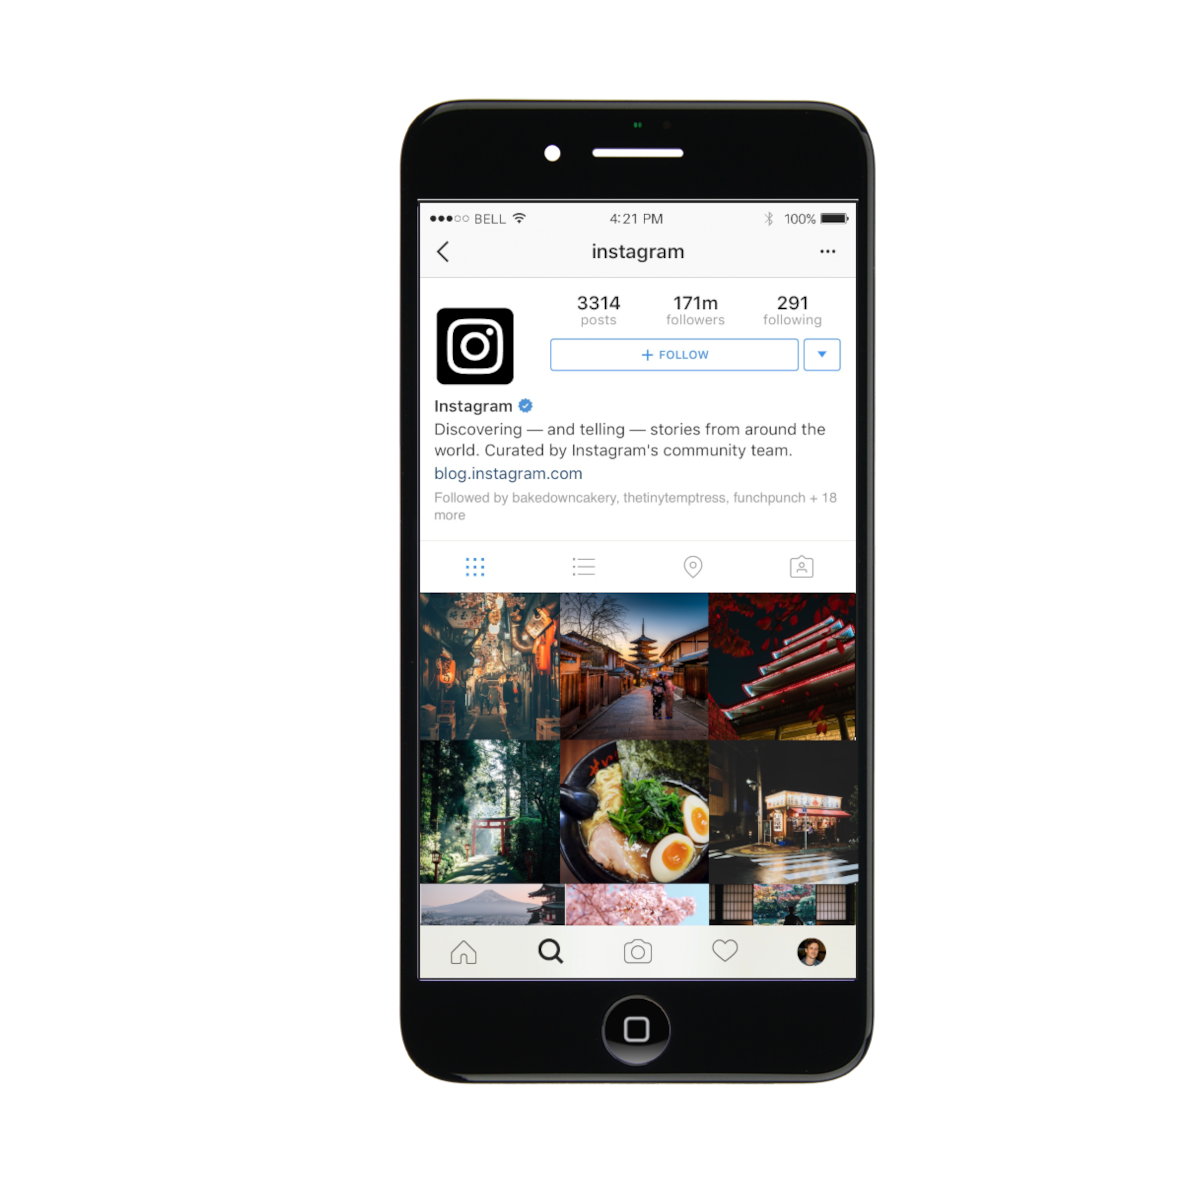 BELL 4:21 PM 100%
instagram
3314 171m 291
posts followers following
+ FOLLOW
Instagram
Discovering — and telling — stories from around the
world. Curated by Instagram's community team.
blog.instagram.com
Followed by bakedowncakery, thetinytemptress, funchpunch + 18
more